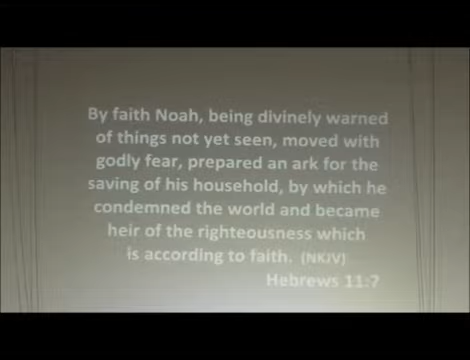 By faith Noah, being divinely warned
of things not yet seen, moved with
godly fear, prepared an ark for the
saving of his household, by which he
condemned the world and became
heir of the righteousness which
is according to faith. (NKJV)
Hebrews 11:7